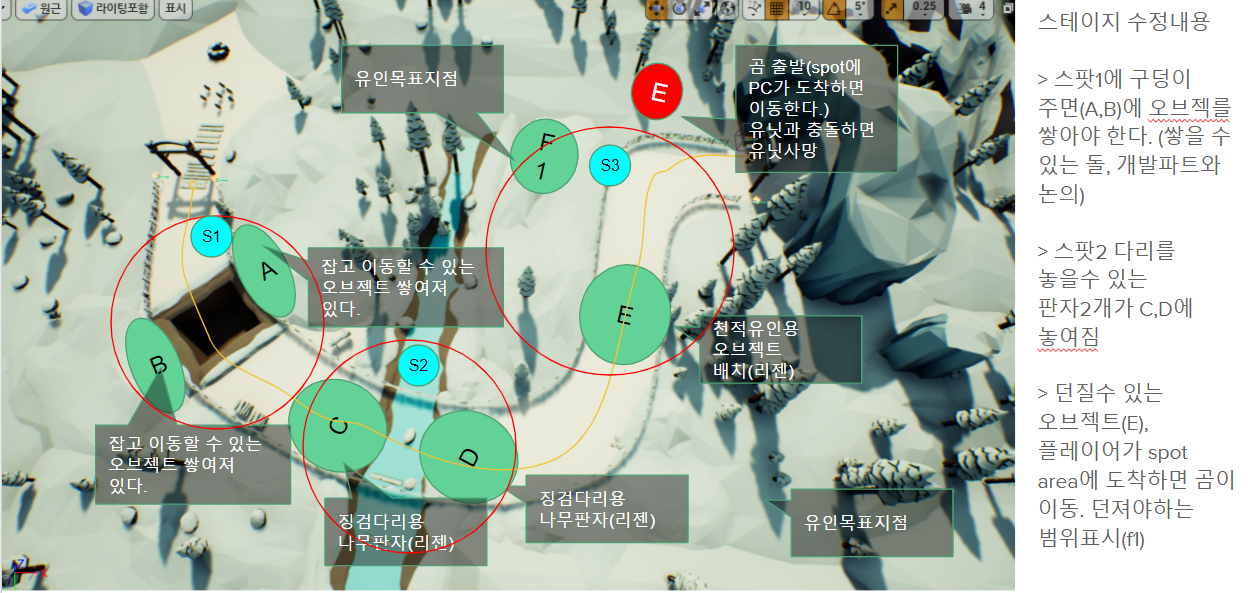 원근
라이팅포함
표시
10
5°
0.25
4
스테이지 수정내용
> 스팟1에 구덩이
주면(A,B)에 오브젝를
쌓아야 한다. (쌓을 수
있는 돌, 개발파트와
논의)
> 스팟2 다리를
놓을수 있는
판자2개가 C,D에
놓여짐
> 던질수 있는
오브젝트(E),
플레이어가 spot
area에 도착하면 곰이
이동. 던져야하는
범위표시(f1)
유인목표지점
E
곰 출발(spot에
PC가 도착하면
이동한다.)
유닛과 충돌하면
유닛사망
F
1
S3
S1
A
잡고 이동할 수 있는
오브젝트 쌓여져
있다.
E
천적유인용
오브젝트
배치(리젠)
B
S2
C
D
잡고 이동할 수 있는
오브젝트 쌓여져
있다.
징검다리용
나무판자(리젠)
징검다리용
나무판자(리젠)
유인목표지점
Z
X